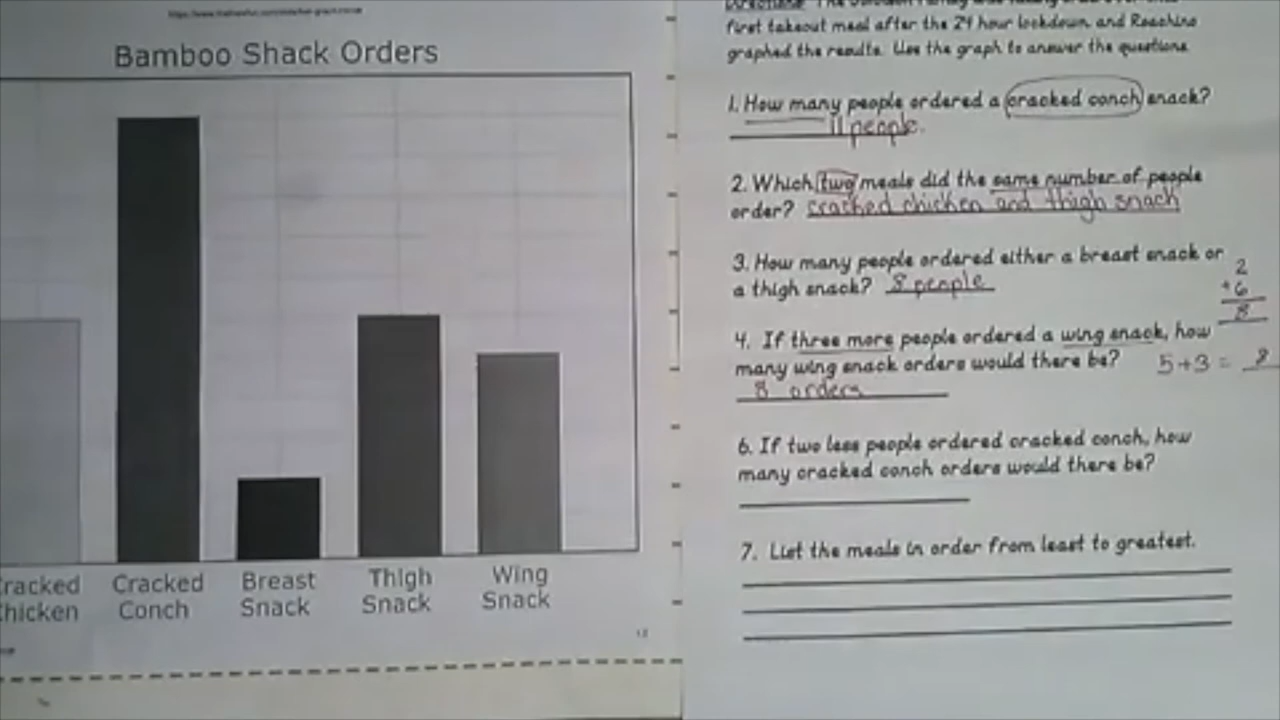 Bamboo Shack Orders
Cracked
Chicken
Cracked
Conch
Breast
Snack
Thigh
Snack
Wing
Snack
first takeout meal after the 24 hour lockdown and
graphed the results. Use the graph to answer the questions
1. How many people ordered a cracked conch snack?
11 people.
2. Which two meals did the same number of people
order? cracked chicken and thigh snack
3. How many people ordered either a breast snack or
a thigh snack? 8 people
2
+6
8
4. If three more people ordered a wing snack, how
many wing snack orders would there be? 5+3 = 8
8 orders
6. If two less people ordered cracked conch, how
many cracked conch orders would there be?
7. List the meals in order from least to greatest.